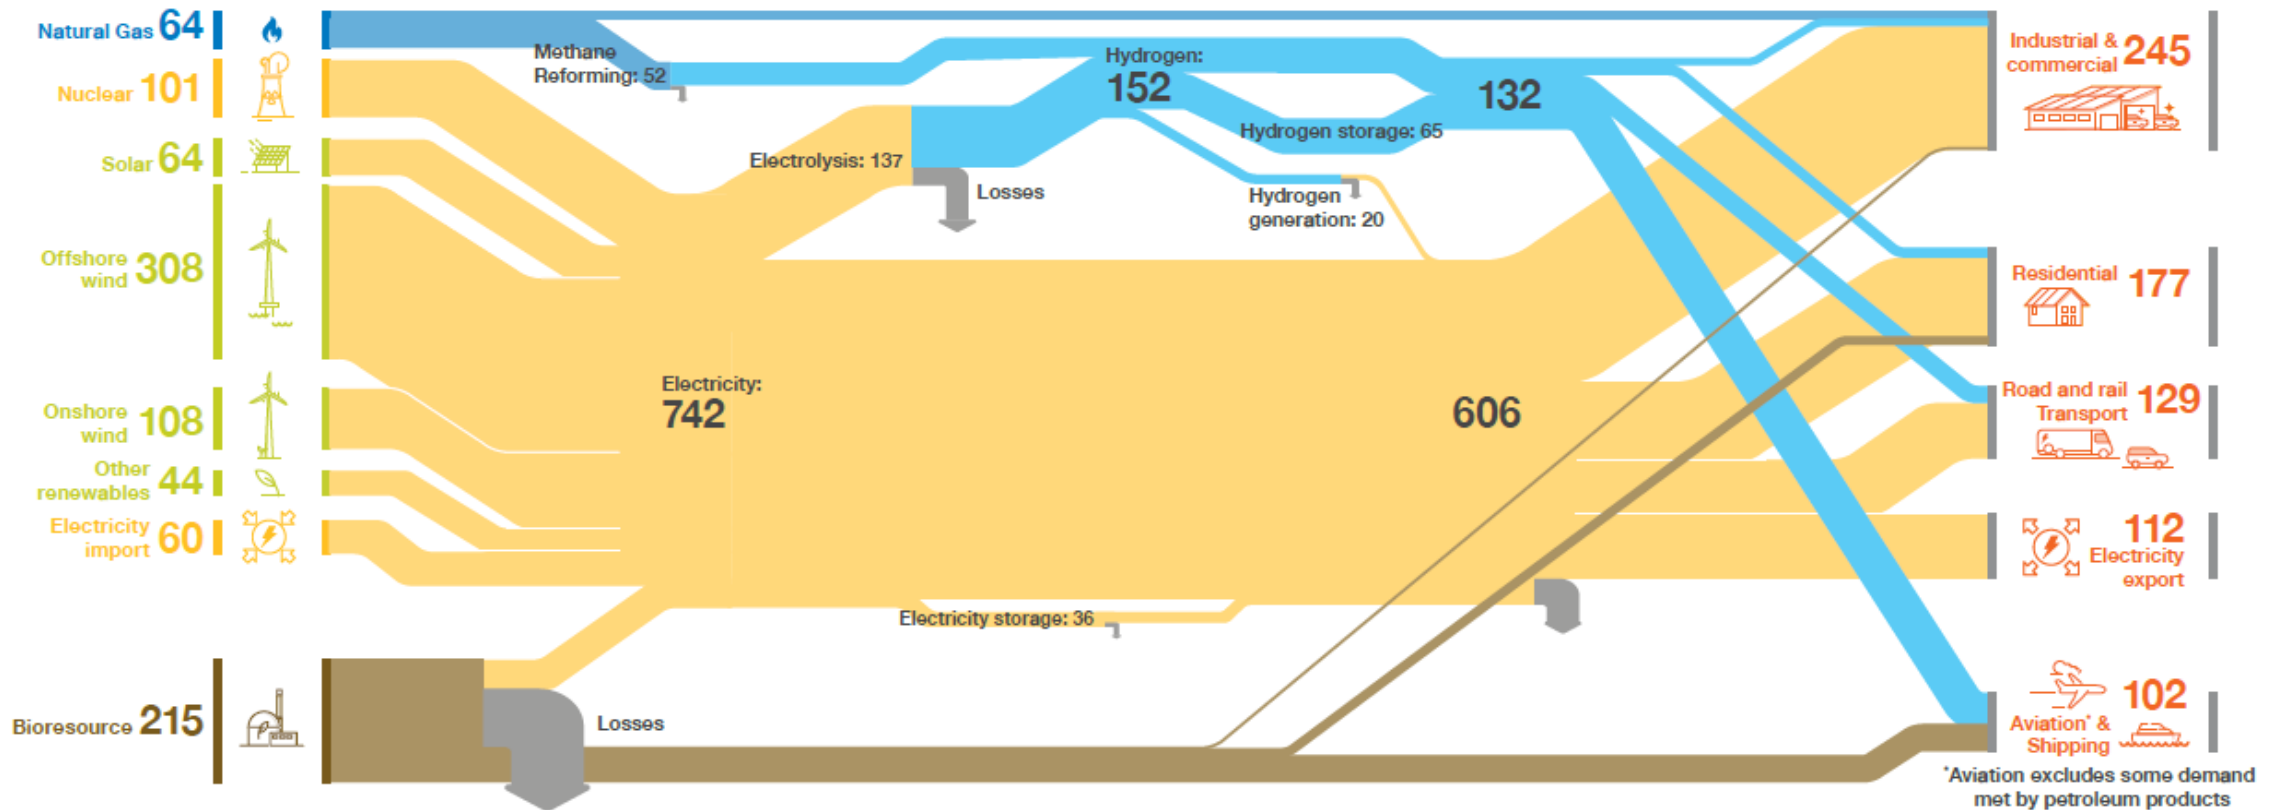 Natural Gas 64
Nuclear 101
Solar 64
Offshore
wind 308
Onshore
wind 108
Other
renewables 44
Electricity
import 60
Bioresource 215
Methane
Reforming: 52
Electrolysis: 137
Losses
Hydrogen:
152
Hydrogen storage: 65
Hydrogen
generation: 20
132
Electricity:
742
606
Electricity storage: 36
Losses
Industrial &
commercial 245
Residential 177
Road and rail
Transport 129
112
Electricity
export
102
Aviation* &
Shipping
*Aviation excludes some demand
met by petroleum products